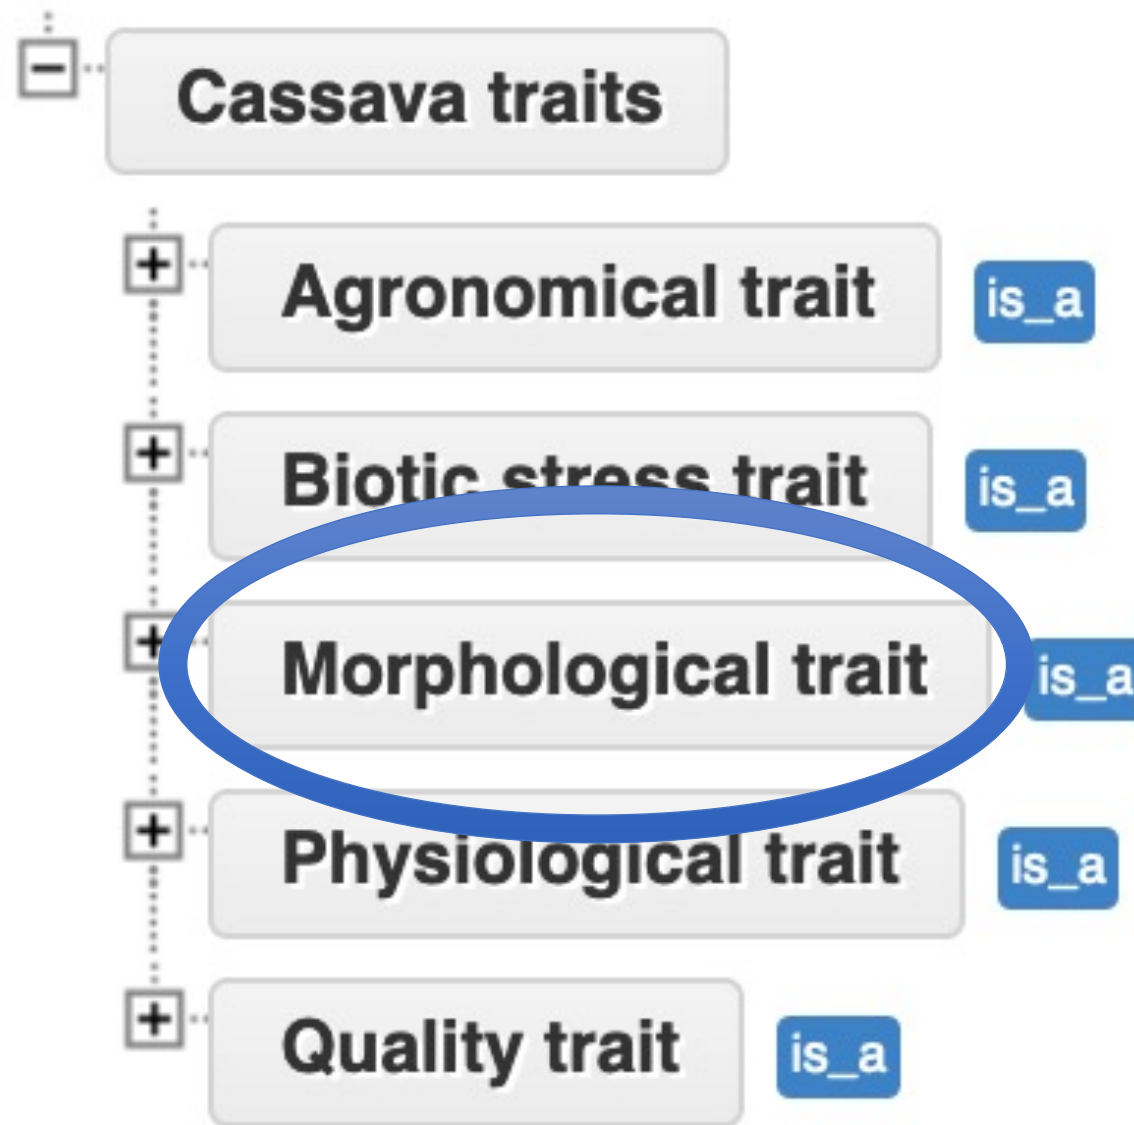 Cassava traits
Agronomical trait is_a
Biotic stress trait is_a
Morphological trait is_a
Physiological trait is_a
Quality trait is_a